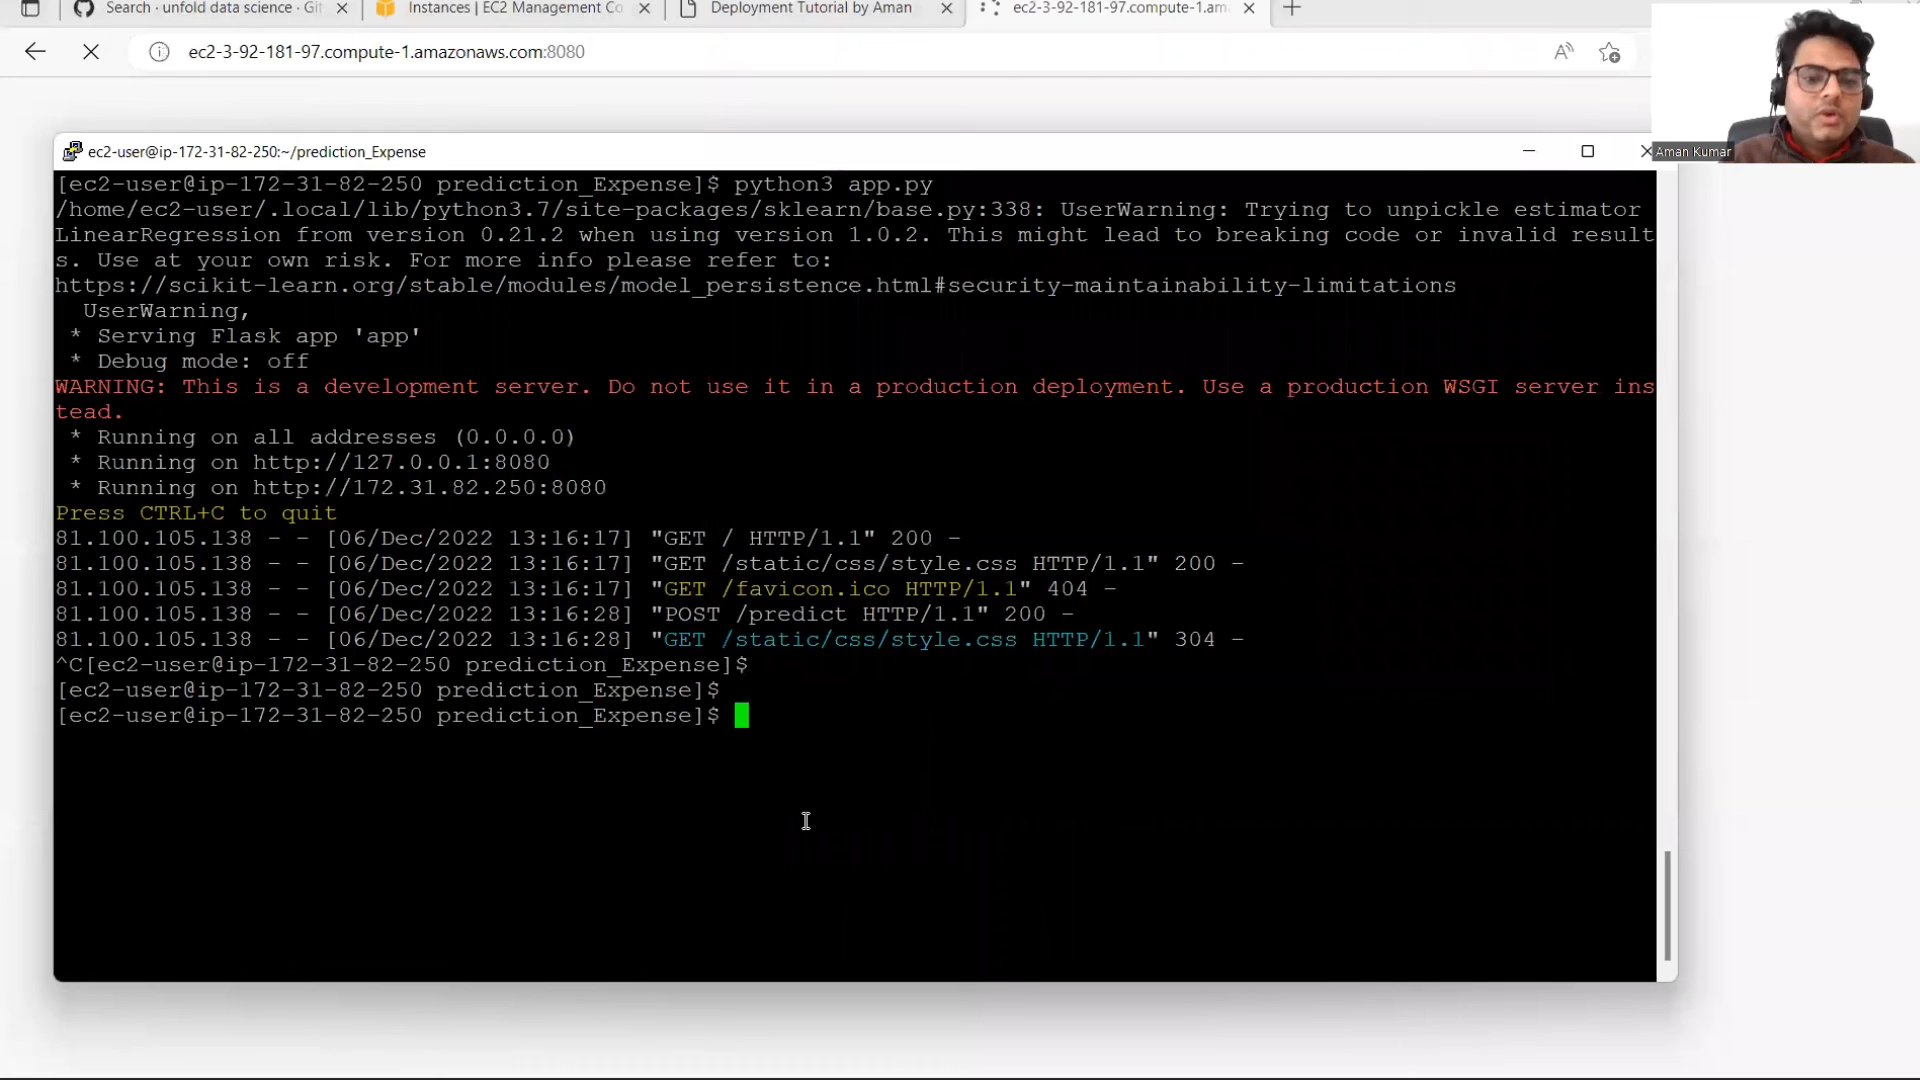 Search · unfold data science · Git
Instances | EC2 Management Co
Deployment Tutorial by Aman
ec2-3-92-181-97.compute-1.ama
ec2-3-92-181-97.compute-1.amazonaws.com:8080
Aman Kumar
ec2-user@ip-172-31-82-250:~/prediction_Expense
[ec2-user@ip-172-31-82-250 prediction_Expense]$ python3 app.py
/home/ec2-user/.local/lib/python3.7/site-packages/sklearn/base.py:338: UserWarning: Trying to unpickle estimator
LinearRegression from version 0.21.2 when using version 1.0.2. This might lead to breaking code or invalid result
s. Use at your own risk. For more info please refer to:
https://scikit-learn.org/stable/modules/model_persistence.html#security-maintainability-limitations
UserWarning,
* Serving Flask app 'app'
* Debug mode: off
WARNING: This is a development server. Do not use it in a production deployment. Use a production WSGI server ins
tead.
* Running on all addresses (0.0.0.0)
* Running on http://127.0.0.1:8080
* Running on http://172.31.82.250:8080
Press CTRL+C to quit
81.100.105.138 - - [06/Dec/2022 13:16:17] "GET / HTTP/1.1" 200 -
81.100.105.138 - - [06/Dec/2022 13:16:17] "GET /static/css/style.css HTTP/1.1" 200 -
81.100.105.138 - - [06/Dec/2022 13:16:17] "GET /favicon.ico HTTP/1.1" 404 -
81.100.105.138 - - [06/Dec/2022 13:16:28] "POST /predict HTTP/1.1" 200 -
81.100.105.138 - - [06/Dec/2022 13:16:28] "GET /static/css/style.css HTTP/1.1" 304 -
^C[ec2-user@ip-172-31-82-250 prediction_Expense]$
[ec2-user@ip-172-31-82-250 prediction_Expense]$
[ec2-user@ip-172-31-82-250 prediction_Expense]$